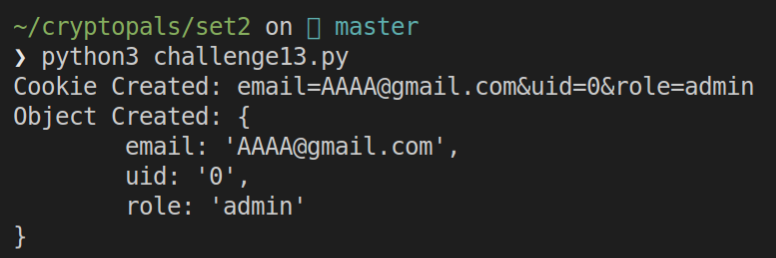 ~/cryptopals/set2 on master
❯ python3 challenge13.py
Cookie Created: email=AAAA@gmail.com&uid=0&role=admin
Object Created: {
        email: 'AAAA@gmail.com',
        uid: '0',
        role: 'admin'
}